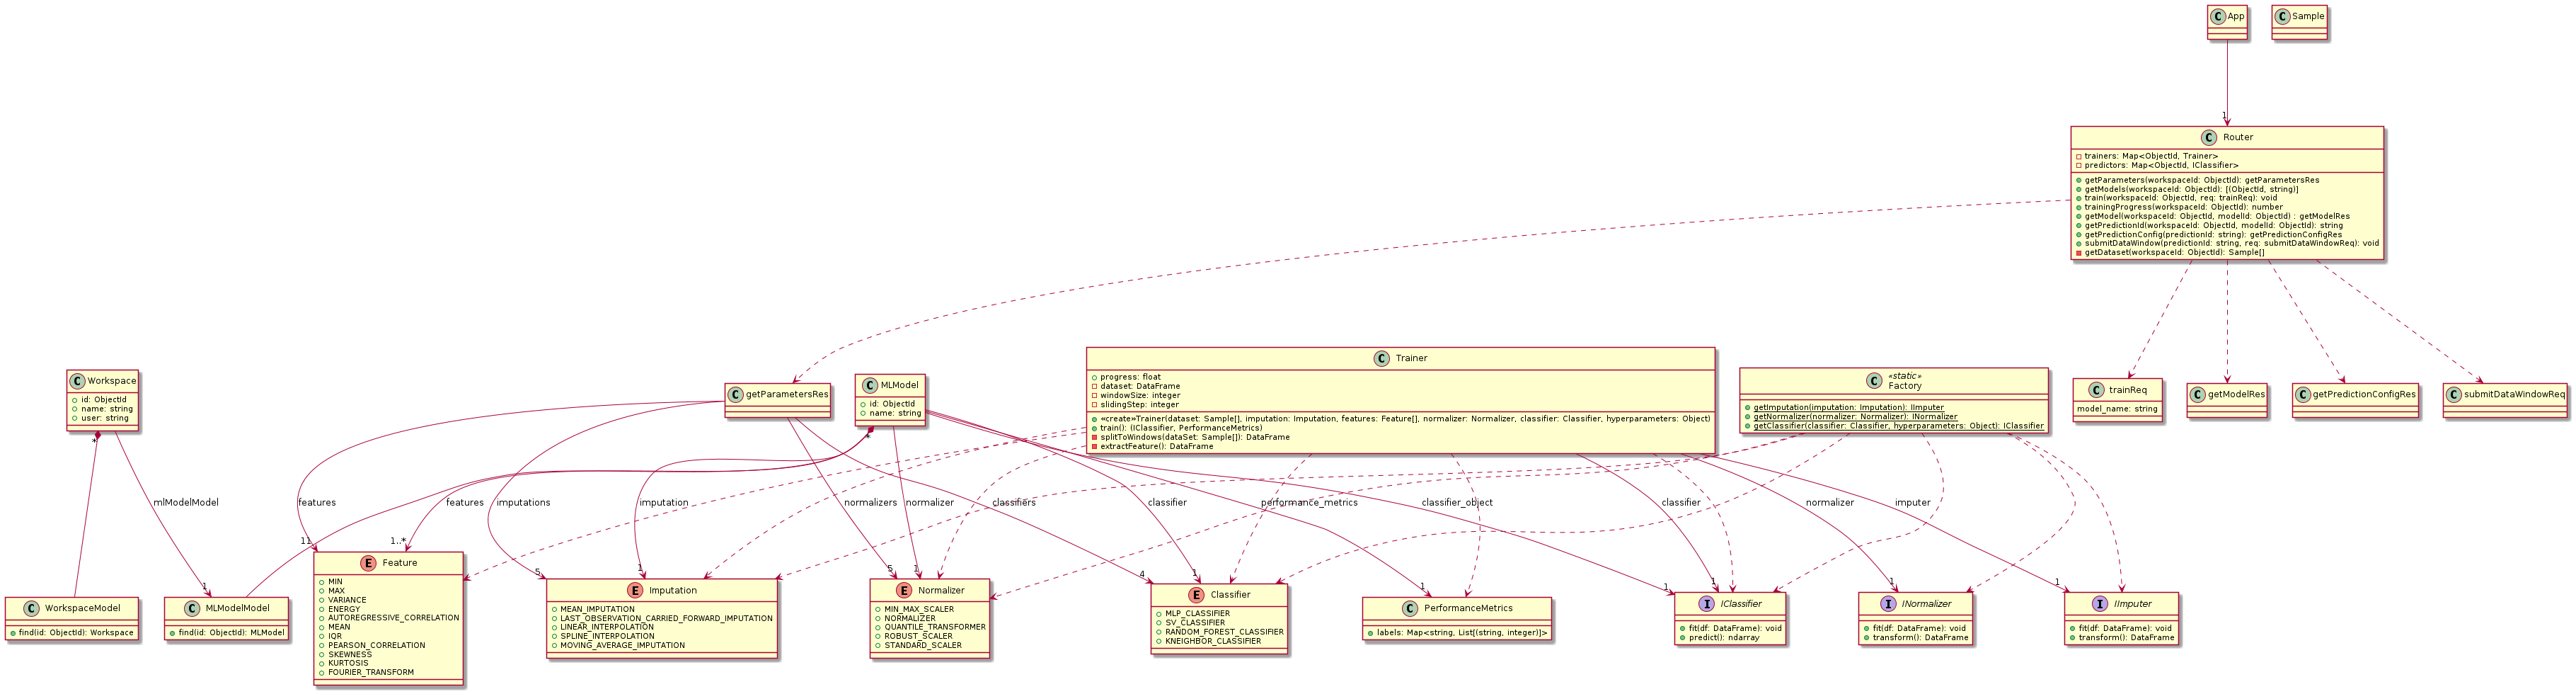 C App
C Sample
1
C Router
trainers: Map<ObjectId, Trainer>
predictors: Map<ObjectId, IClassifier>
getParameters(workspaceId: ObjectId): getParametersRes
getModels(workspaceId: ObjectId): [(ObjectId, string)]
train(workspaceId: ObjectId, req: trainReq): void
trainingProgress(workspaceId: ObjectId): number
getModel(workspaceId: ObjectId, modelId: ObjectId) : getModelRes
getPredictionId(workspaceId: ObjectId, modelId: ObjectId): string
getPredictionConfig(predictionId: string): getPredictionConfigRes
submitDataWindow(predictionId: string, req: submitDataWindowReq): void
getDataset(workspaceId: ObjectId): Sample[]
C Workspace
id: ObjectId
name: string
user: string
*
C getParametersRes
C MLModel
id: ObjectId
name: string
*
C Trainer
progress: float
dataset: DataFrame
windowSize: integer
slidingStep: integer
«create»Trainer(dataset: Sample[], imputation: Imputation, features: Feature[], normalizer: Normalizer, classifier: Classifier, hyperparameters: Object)
train(): (IClassifier, PerformanceMetrics)
splitToWindows(dataSet: Sample[]): DataFrame
extractFeature(): DataFrame
C «static»
Factory
getImputation(imputation: Imputation): IImputer
getNormalizer(normalizer: Normalizer): INormalizer
getClassifier(classifier: Classifier, hyperparameters: Object): IClassifier
C trainReq
model_name: string
C getModelRes
C getPredictionConfigRes
C submitDataWindowReq
mlModelModel
features
features
imputations
imputation
normalizers
normalizer
classifiers
classifier
performance_metrics
classifier_object
classifier
normalizer
imputer
1
11
1..*
5
1
5
1
4
1
1
1
1
1
1
C WorkspaceModel
find(id: ObjectId): Workspace
C MLModelModel
find(id: ObjectId): MLModel
E Feature
MIN
MAX
VARIANCE
ENERGY
AUTOREGRESSIVE_CORRELATION
MEAN
IQR
PEARSON_CORRELATION
SKEWNESS
KURTOSIS
FOURIER_TRANSFORM
E Imputation
MEAN_IMPUTATION
LAST_OBSERVATION_CARRIED_FORWARD_IMPUTATION
LINEAR_INTERPOLATION
SPLINE_INTERPOLATION
MOVING_AVERAGE_IMPUTATION
E Normalizer
MIN_MAX_SCALER
NORMALIZER
QUANTILE_TRANSFORMER
ROBUST_SCALER
STANDARD_SCALER
E Classifier
MLP_CLASSIFIER
SV_CLASSIFIER
RANDOM_FOREST_CLASSIFIER
KNEIGHBOR_CLASSIFIER
C PerformanceMetrics
labels: Map<string, List[(string, integer)]>
I IClassifier
fit(df: DataFrame): void
predict(): ndarray
I INormalizer
fit(df: DataFrame): void
transform(): DataFrame
I IImputer
fit(df: DataFrame): void
transform(): DataFrame